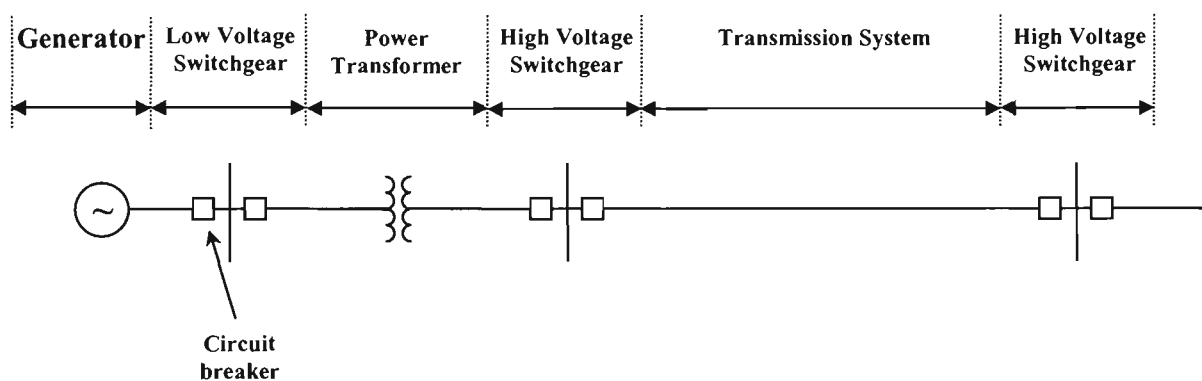 Generator
Low Voltage
Switchgear
Power
Transformer
High Voltage
Switchgear
Transmission System
High Voltage
Switchgear
~
Circuit
breaker